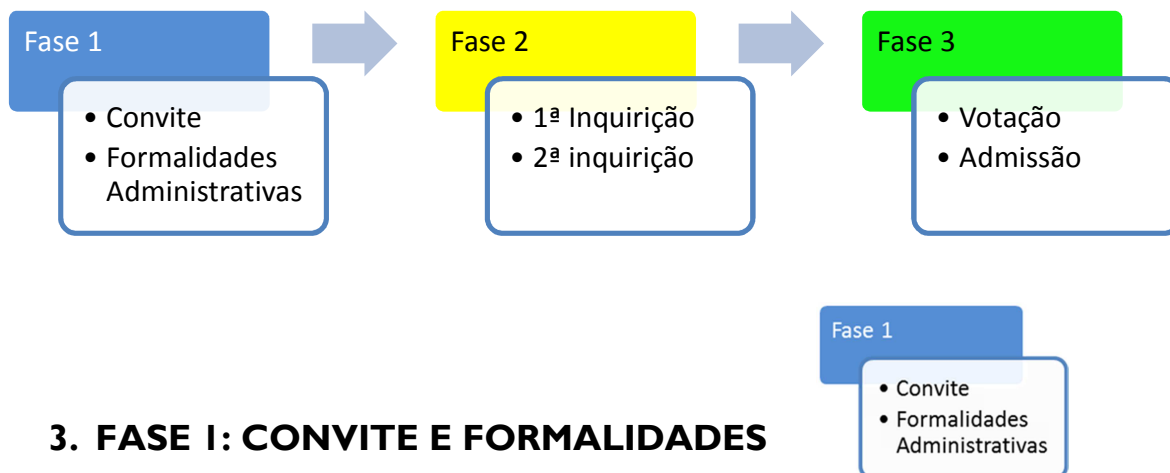 Fase 1
• Convite
• Formalidades
Administrativas
Fase 2
• 1ª Inquirição
• 2ª inquirição
Fase 3
• Votação
• Admissão
Fase 1
• Convite
• Formalidades
Administrativas
3. FASE I: CONVITE E FORMALIDADES